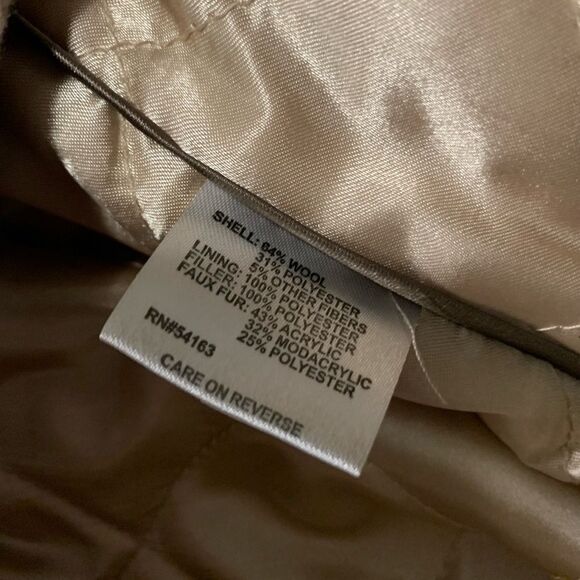 SHELL: 64% WOOL
31% POLYESTER
5% OTHER FIBERS
LINING: 100% POLYESTER
FILLER: 100% POLYESTER
FAUX FUR: 43% ACRYLIC
32% MODACRYLIC
25% POLYESTER
RN#54163
CARE ON REVERSE